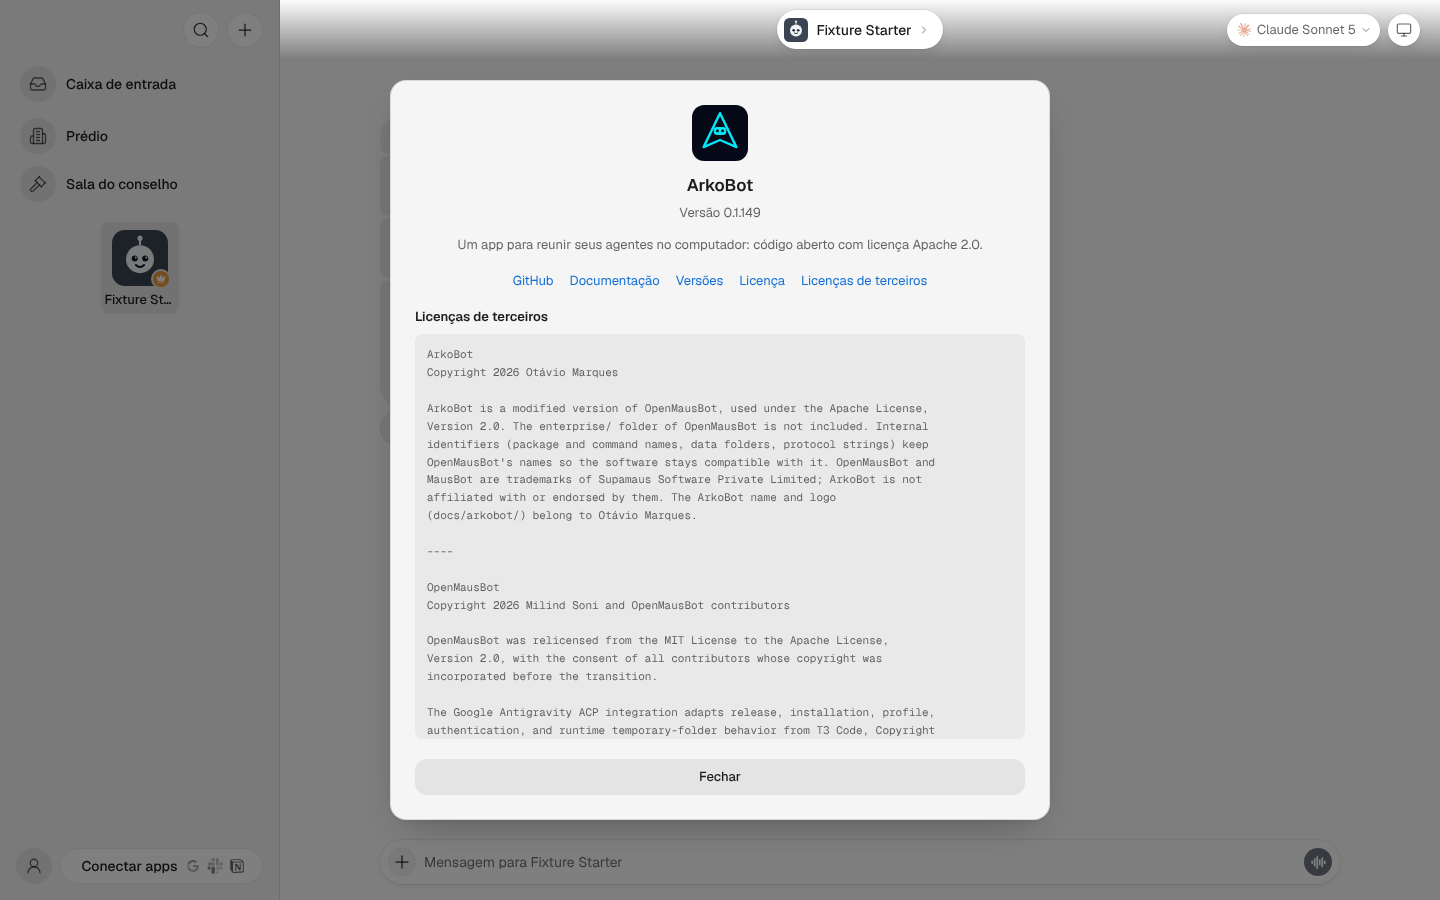 Fixture Starter
Claude Sonnet 5
Caixa de entrada
Prédio
Sala do conselho
Fixture St...
ArkoBot
Versão 0.1.149
Um app para reunir seus agentes no computador: código aberto com licença Apache 2.0.
GitHub Documentação Versões Licença Licenças de terceiros
Licenças de terceiros
ArkoBot
Copyright 2026 Otávio Marques
ArkoBot is a modified version of OpenMausBot, used under the Apache License,
Version 2.0. The enterprise/ folder of OpenMausBot is not included. Internal
identifiers (package and command names, data folders, protocol strings) keep
OpenMausBot's names so the software stays compatible with it. OpenMausBot and
MausBot are trademarks of Supamaus Software Private Limited; ArkoBot is not
affiliated with or endorsed by them. The ArkoBot name and logo
(docs/arkobot/) belong to Otávio Marques.
----
OpenMausBot
Copyright 2026 Milind Soni and OpenMausBot contributors
OpenMausBot was relicensed from the MIT License to the Apache License,
Version 2.0, with the consent of all contributors whose copyright was
incorporated before the transition.
The Google Antigravity ACP integration adapts release, installation, profile,
authentication, and runtime temporary-folder behavior from T3 Code, Copyright
Fechar
Conectar apps
Mensagem para Fixture Starter